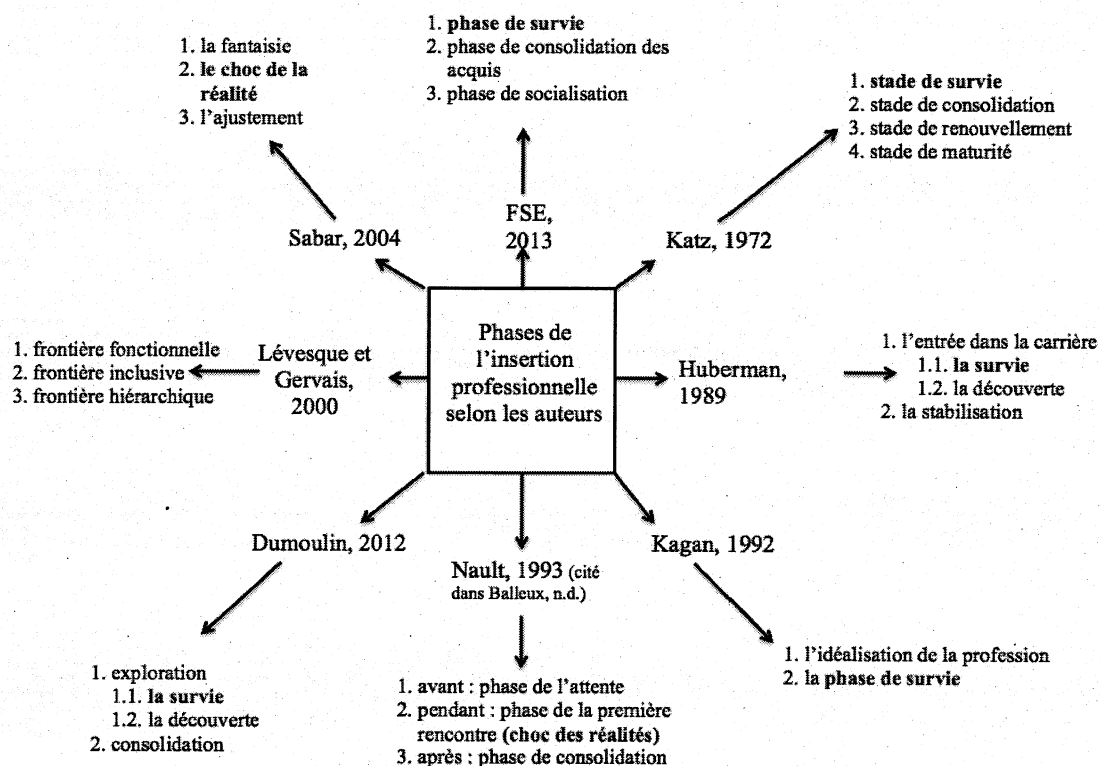 1. la fantaisie
2. le choc de la
réalité
3. l'ajustement
1. phase de survie
2. phase de consolidation des
acquis
3. phase de socialisation
1. stade de survie
2. stade de consolidation
3. stade de renouvellement
4. stade de maturité
Sabar, 2004
FSE,
2013
Katz, 1972
1. frontière fonctionnelle
2. frontière inclusive
3. frontière hiérarchique
Lévesque et
Gervais,
2000
Phases de
l'insertion
professionnelle
selon les auteurs
Huberman,
1989
1. l'entrée dans la carrière
1.1. la survie
1.2. la découverte
2. la stabilisation
Dumoulin, 2012
Nault, 1993 (cité
dans Balleux, n.d.)
Kagan, 1992
1. exploration
1.1. la survie
1.2. la découverte
2. consolidation
1. avant : phase de l'attente
2. pendant : phase de la première
rencontre (choc des réalités)
3. après : phase de consolidation
1. l'idéalisation de la profession
2. la phase de survie